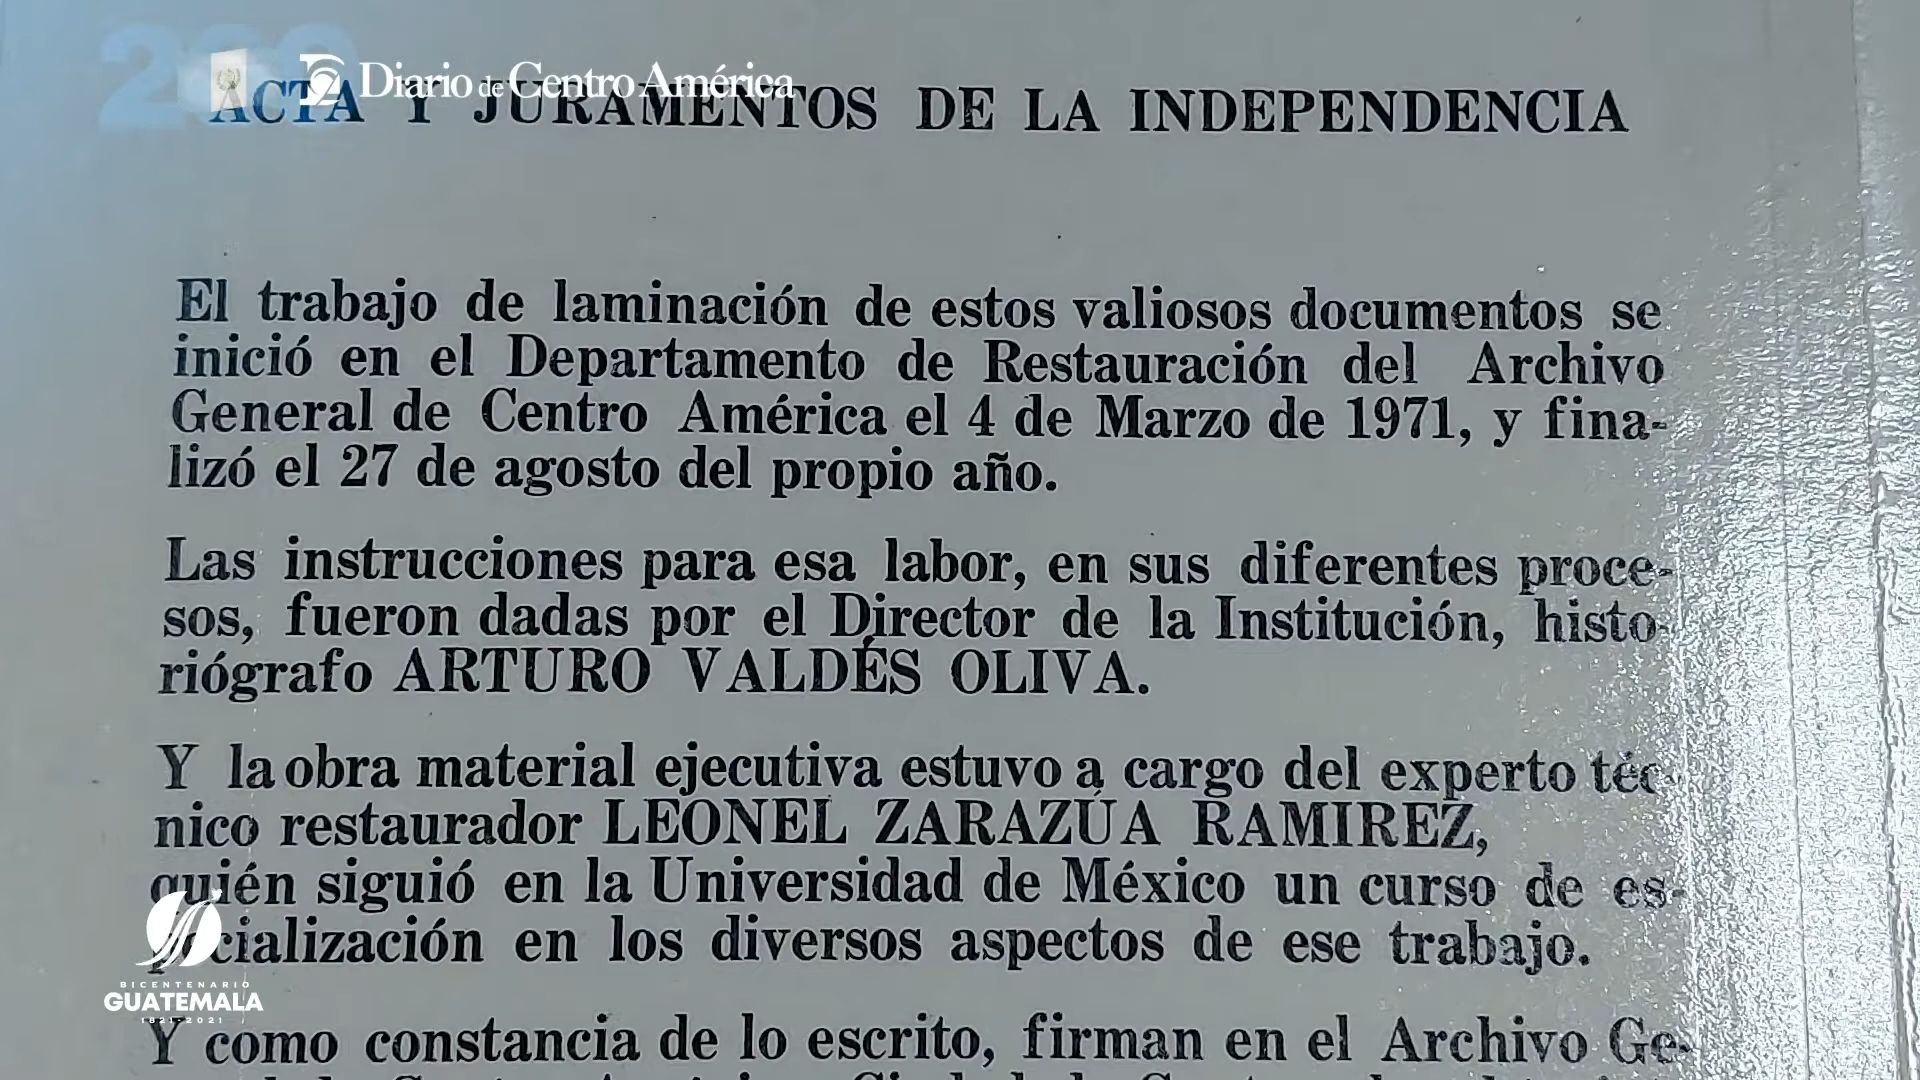 Diario de Centro América
ACTA Y JURAMENTOS DE LA INDEPENDENCIA
El trabajo de laminación de estos valiosos documentos se
inició en el Departamento de Restauración del Archivo
General de Centro América el 4 de Marzo de 1971, y fina-
lizó el 27 de agosto del propio año.
Las instrucciones para esa labor, en sus diferentes proce-
sos, fueron dadas por el Director de la Institución, histo-
riógrafo ARTURO VALDÉS OLIVA.
Y la obra material ejecutiva estuvo a cargo del experto téc-
nico restaurador LEONEL ZARAZÚA RAMIREZ,
quién siguió en la Universidad de México un curso de es-
pecialización en los diversos aspectos de ese trabajo.
Y como constancia de lo escrito, firman en el Archivo Ge-
BICENTENARIO
GUATEMALA
1821-2021